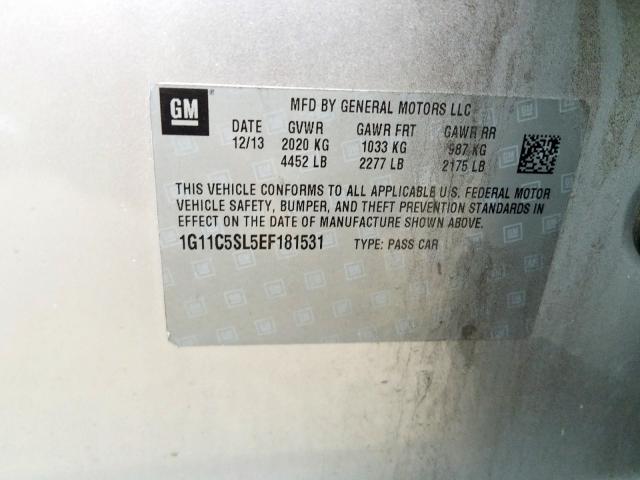 GM ®
MFD BY GENERAL MOTORS LLC
DATE GVWR GAWR FRT GAWR RR
12/13 2020 KG 1033 KG 987 KG
4452 LB 2277 LB 2175 LB
THIS VEHICLE CONFORMS TO ALL APPLICABLE U.S. FEDERAL MOTOR
VEHICLE SAFETY, BUMPER, AND THEFT PREVENTION STANDARDS IN
EFFECT ON THE DATE OF MANUFACTURE SHOWN ABOVE.
1G11C5SL5EF181531 TYPE: PASS CAR